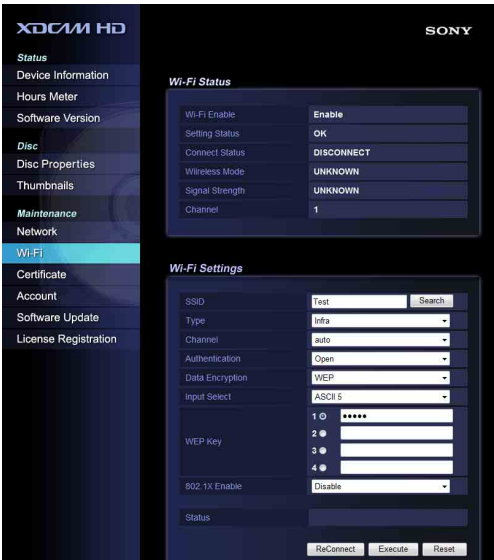 XDCAM HD
SONY
Status
Device Information
Hours Meter
Software Version
Disc
Disc Properties
Thumbnails
Maintenance
Network
Wi-Fi
Certificate
Account
Software Update
License Registration
Wi-Fi Status
Wi-Fi Enable Enable
Setting Status OK
Connect Status DISCONNECT
Wilreless Mode UNKNOWN
Signal Strength UNKNOWN
Channel 1
Wi-Fi Settings
SSID Test Search
Type Infra
Channel auto
Authentication Open
Data Encryption WEP
Input Select ASCII 5
WEP Key
1 •••••
2
3
4
802.1X Enable Disable
Status
ReConnect Execute Reset